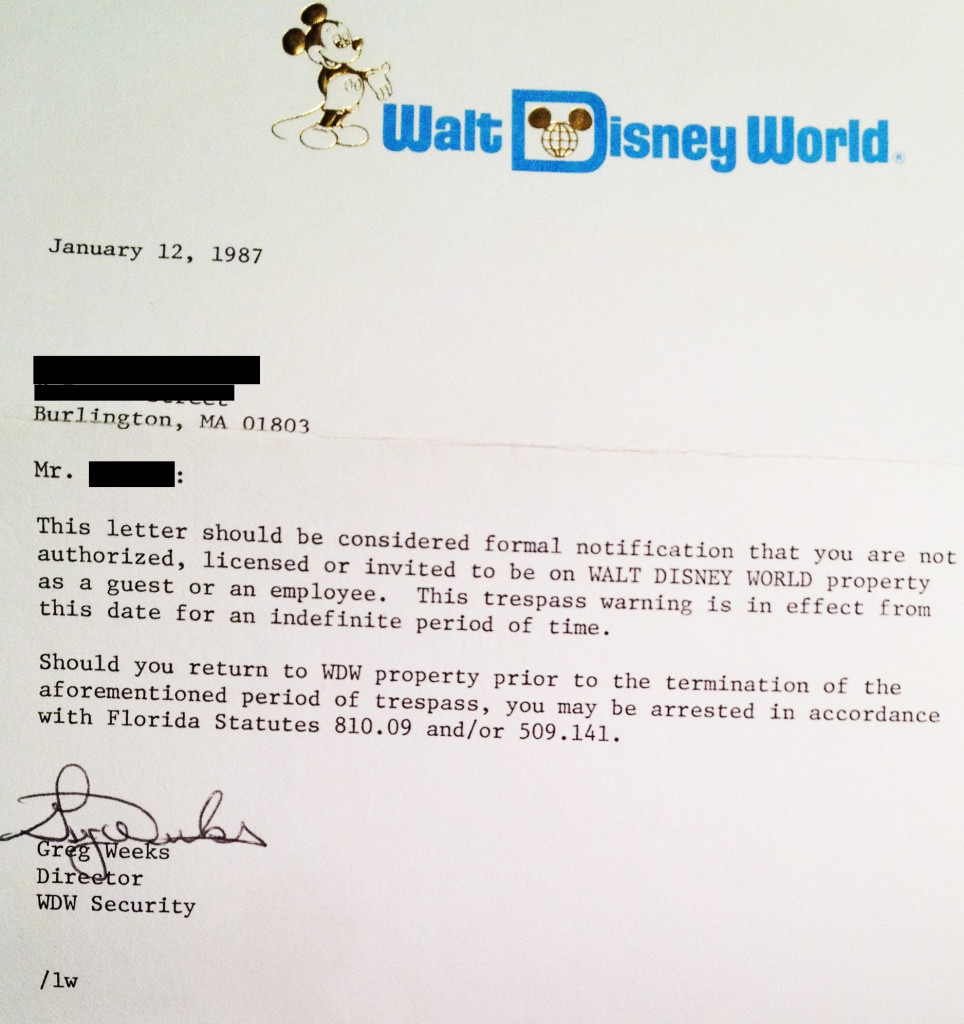 Walt Disney World®
January 12, 1987
Burlington, MA 01803
Mr. :
This letter should be considered formal notification that you are not
authorized, licensed or invited to be on WALT DISNEY WORLD property
as a guest or an employee. This trespass warning is in effect from
this date for an indefinite period of time.
Should you return to WDW property prior to the termination of the
aforementioned period of trespass, you may be arrested in accordance
with Florida Statutes 810.09 and/or 509.141.
Greg Weeks
Director
WDW Security
/lw